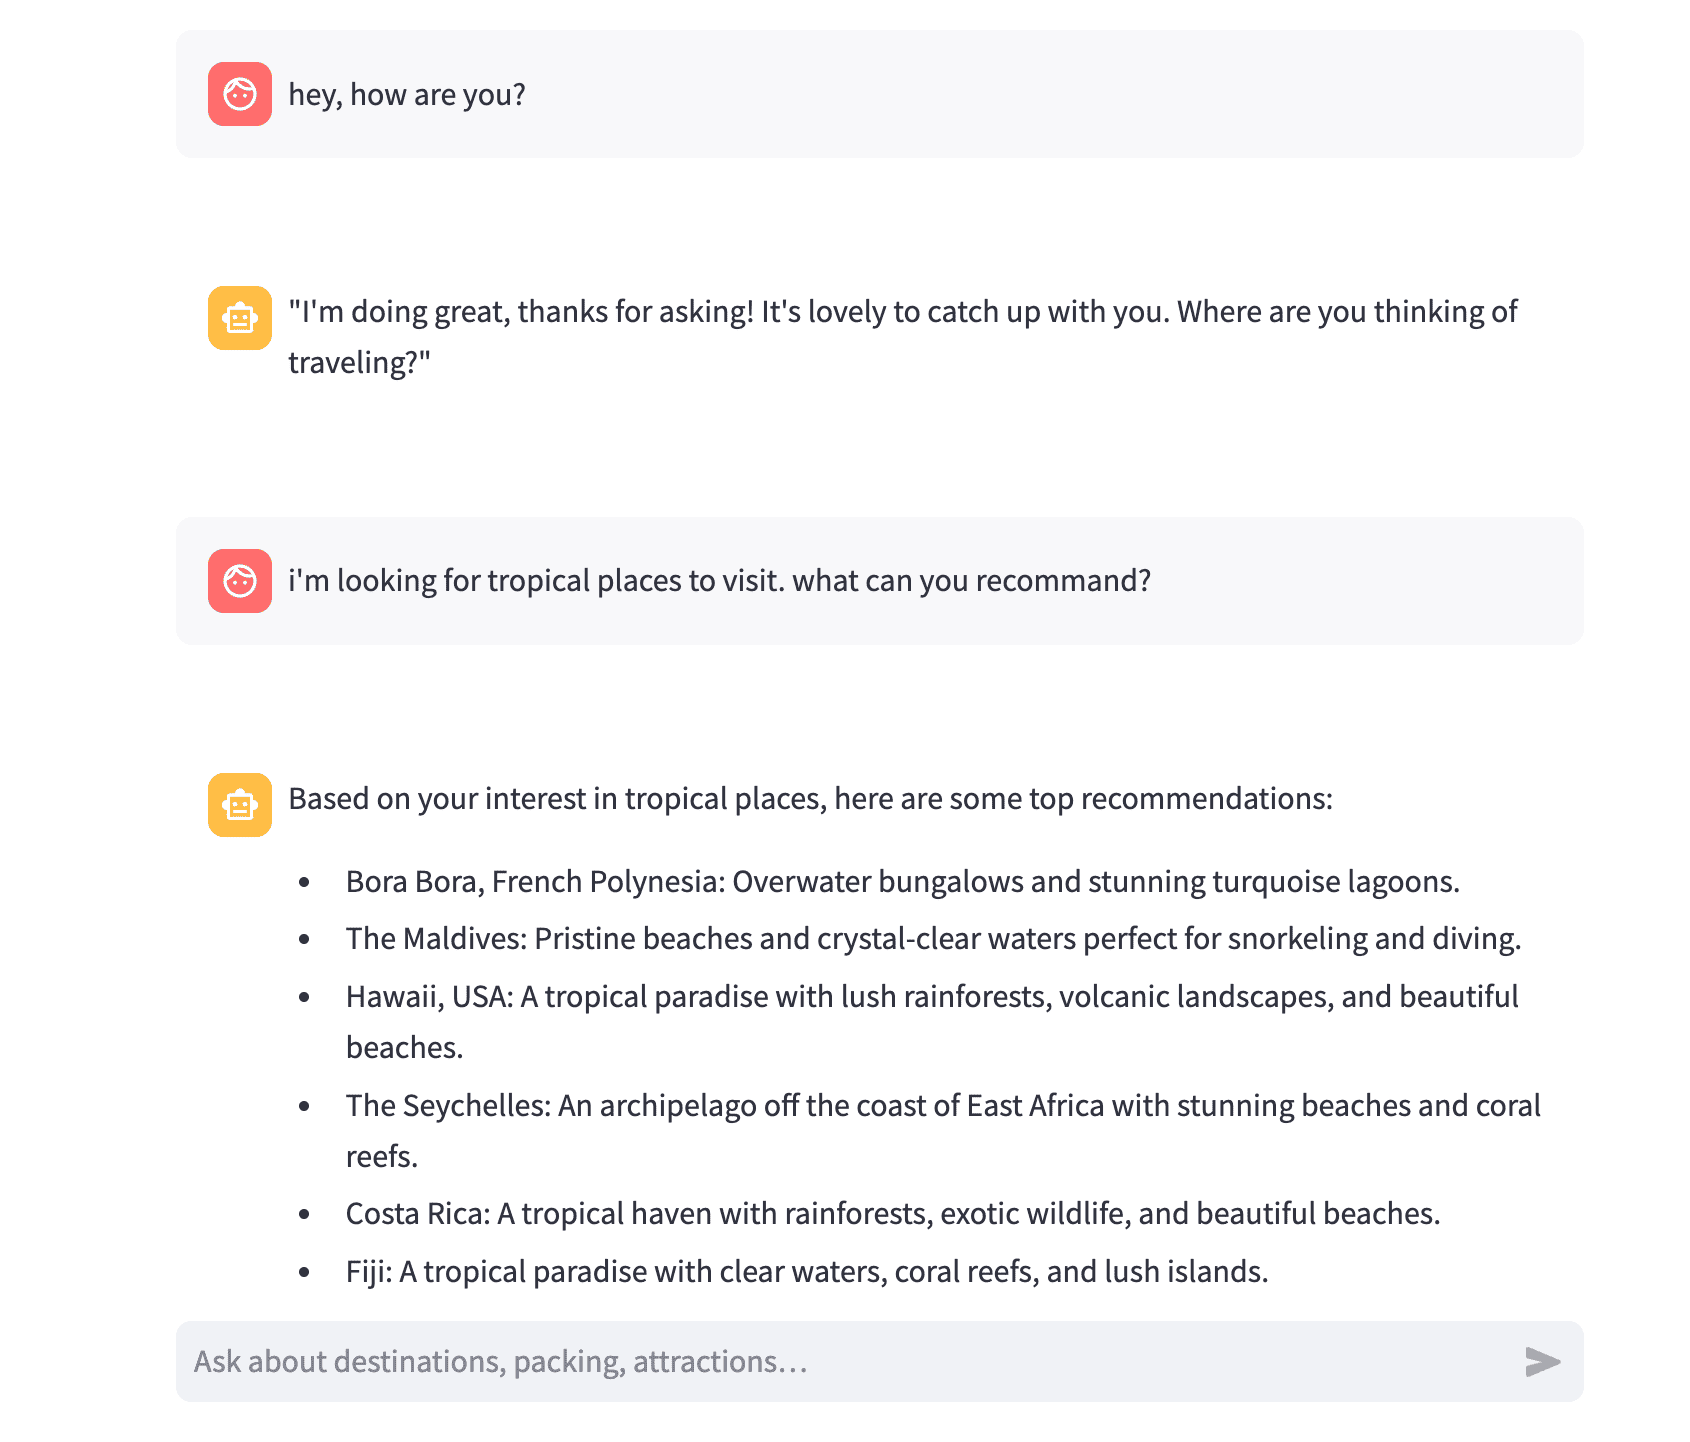 hey, how are you?
"I'm doing great, thanks for asking! It's lovely to catch up with you. Where are you thinking of
traveling?"
i'm looking for tropical places to visit. what can you recommand?
Based on your interest in tropical places, here are some top recommendations:
• Bora Bora, French Polynesia: Overwater bungalows and stunning turquoise lagoons.
• The Maldives: Pristine beaches and crystal-clear waters perfect for snorkeling and diving.
• Hawaii, USA: A tropical paradise with lush rainforests, volcanic landscapes, and beautiful
beaches.
• The Seychelles: An archipelago off the coast of East Africa with stunning beaches and coral
reefs.
• Costa Rica: A tropical haven with rainforests, exotic wildlife, and beautiful beaches.
• Fiji: A tropical paradise with clear waters, coral reefs, and lush islands.
Ask about destinations, packing, attractions…